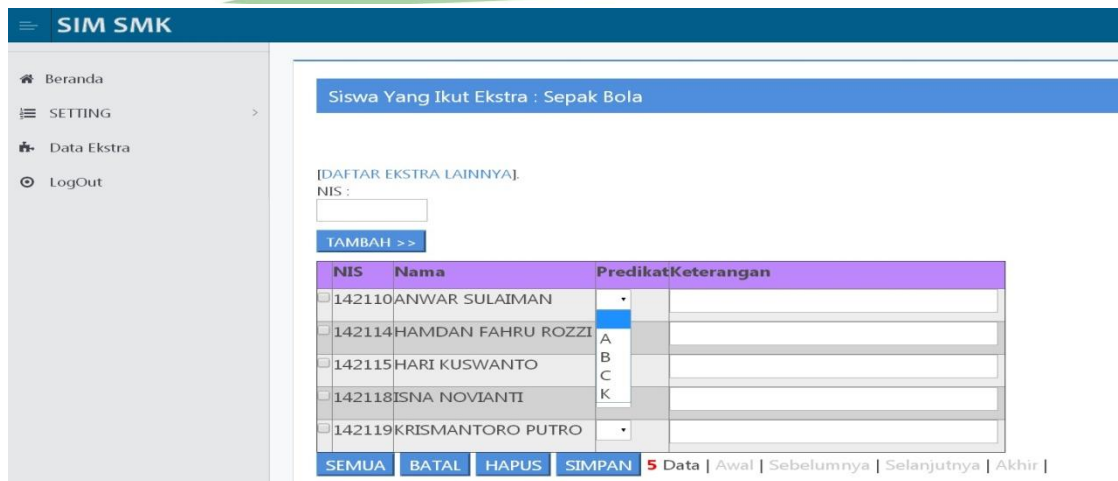 SIM SMK
Beranda
SETTING >
Data Ekstra
LogOut
Siswa Yang Ikut Ekstra : Sepak Bola
[DAFTAR EKSTRA LAINNYA].
NIS :
TAMBAH >>
NIS Nama Predikat Keterangan
142110 ANWAR SULAIMAN
142114 HAMDAN FAHRU ROZZI
A
B
142115 HARI KUSWANTO
C
K
142118 ISNA NOVIANTI
142119 KRISMANTORO PUTRO
SEMUA BATAL HAPUS SIMPAN 5 Data | Awal | Sebelumnya | Selanjutnya | Akhir |